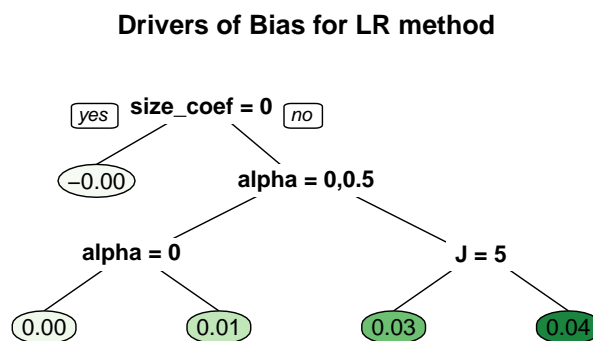 Drivers of Bias for LR method
yes size_coef = 0 no
−0.00 alpha = 0,0.5
alpha = 0 J = 5
0.00 0.01 0.03 0.04